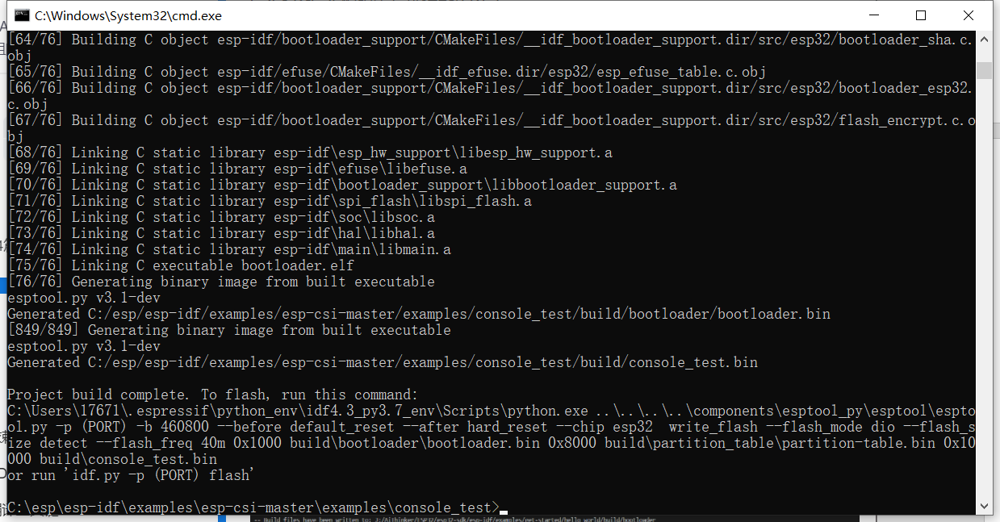 C:\Windows\System32\cmd.exe
[64/76] Building C object esp-idf/bootloader_support/CMakeFiles/__idf_bootloader_support.dir/src/esp32/bootloader_sha.c.
obj
[65/76] Building C object esp-idf/efuse/CMakeFiles/__idf_efuse.dir/esp32/esp_efuse_table.c.obj
[66/76] Building C object esp-idf/bootloader_support/CMakeFiles/__idf_bootloader_support.dir/src/esp32/bootloader_esp32.
c.obj
[67/76] Building C object esp-idf/bootloader_support/CMakeFiles/__idf_bootloader_support.dir/src/esp32/flash_encrypt.c.o
bj
[68/76] Linking C static library esp-idf\esp_hw_support\libesp_hw_support.a
[69/76] Linking C static library esp-idf\efuse\libefuse.a
[70/76] Linking C static library esp-idf\bootloader_support\libbootloader_support.a
[71/76] Linking C static library esp-idf\spi_flash\libspi_flash.a
[72/76] Linking C static library esp-idf\soc\libsoc.a
[73/76] Linking C static library esp-idf\hal\libhal.a
[74/76] Linking C static library esp-idf\main\libmain.a
[75/76] Linking C executable bootloader.elf
[76/76] Generating binary image from built executable
esptool.py v3.1-dev
Generated C:/esp/esp-idf/examples/esp-csi-master/examples/console_test/build/bootloader/bootloader.bin
[849/849] Generating binary image from built executable
esptool.py v3.1-dev
Generated C:/esp/esp-idf/examples/esp-csi-master/examples/console_test/build/console_test.bin
Project build complete. To flash, run this command:
C:\Users\17671\.espressif\python_env\idf4.3_py3.7_env\Scripts\python.exe ..\..\..\..\components\esptool_py\esptool\espto
ol.py -p (PORT) -b 460800 --before default_reset --after hard_reset --chip esp32  write_flash --flash_mode dio --flash_s
ize detect --flash_freq 40m 0x1000 build\bootloader\bootloader.bin 0x8000 build\partition_table\partition-table.bin 0x10
000 build\console_test.bin
or run 'idf.py -p (PORT) flash'
C:\esp\esp-idf\examples\esp-csi-master\examples\console_test>